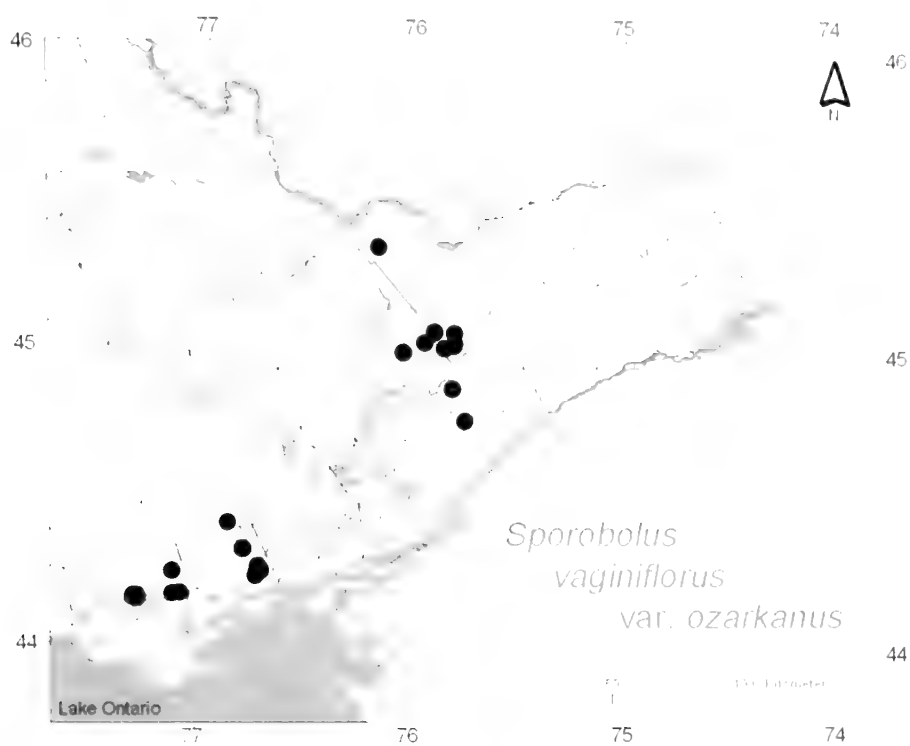 77 76 75 74
46 46
N
45 45
Sporobolus
vaginiflorus
var. ozarkanus
44 44
Lake Ontario
77 76 75 74